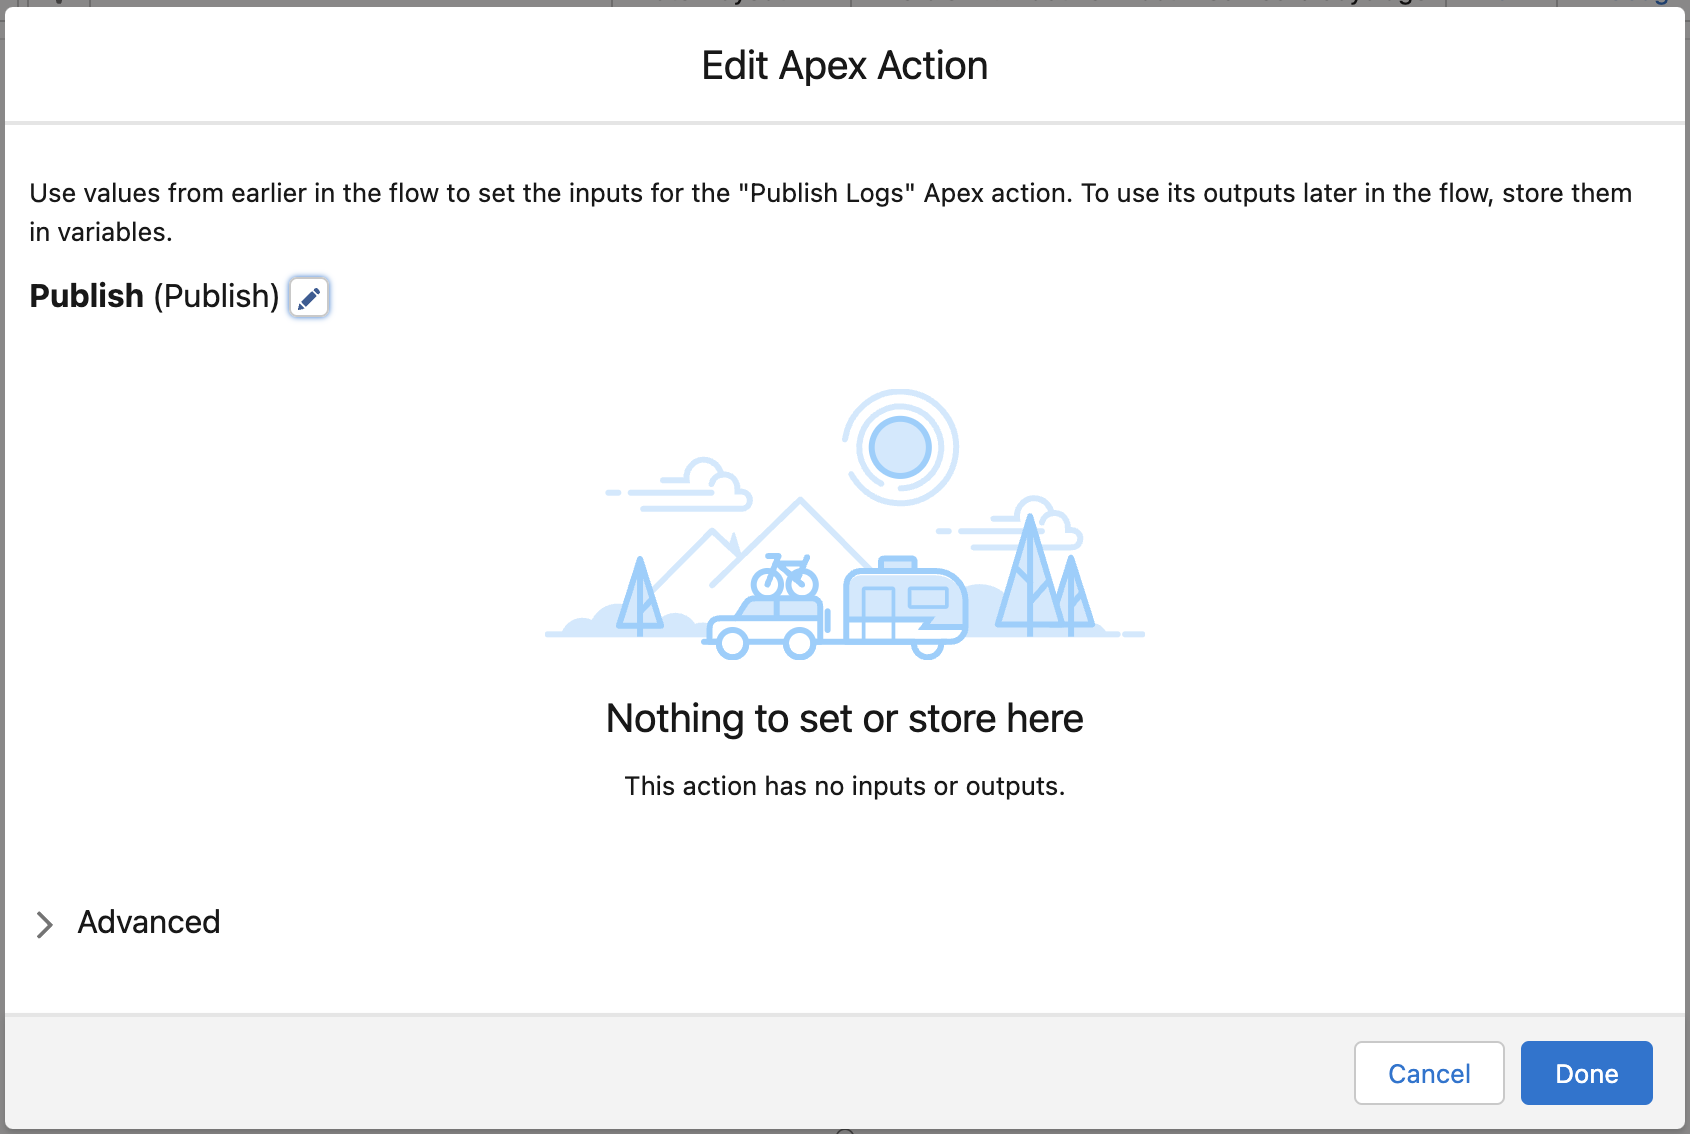 Edit Apex Action
Use values from earlier in the flow to set the inputs for the "Publish Logs" Apex action. To use its outputs later in the flow, store them
in variables.
Publish (Publish)
Nothing to set or store here
This action has no inputs or outputs.
Advanced
Cancel
Done